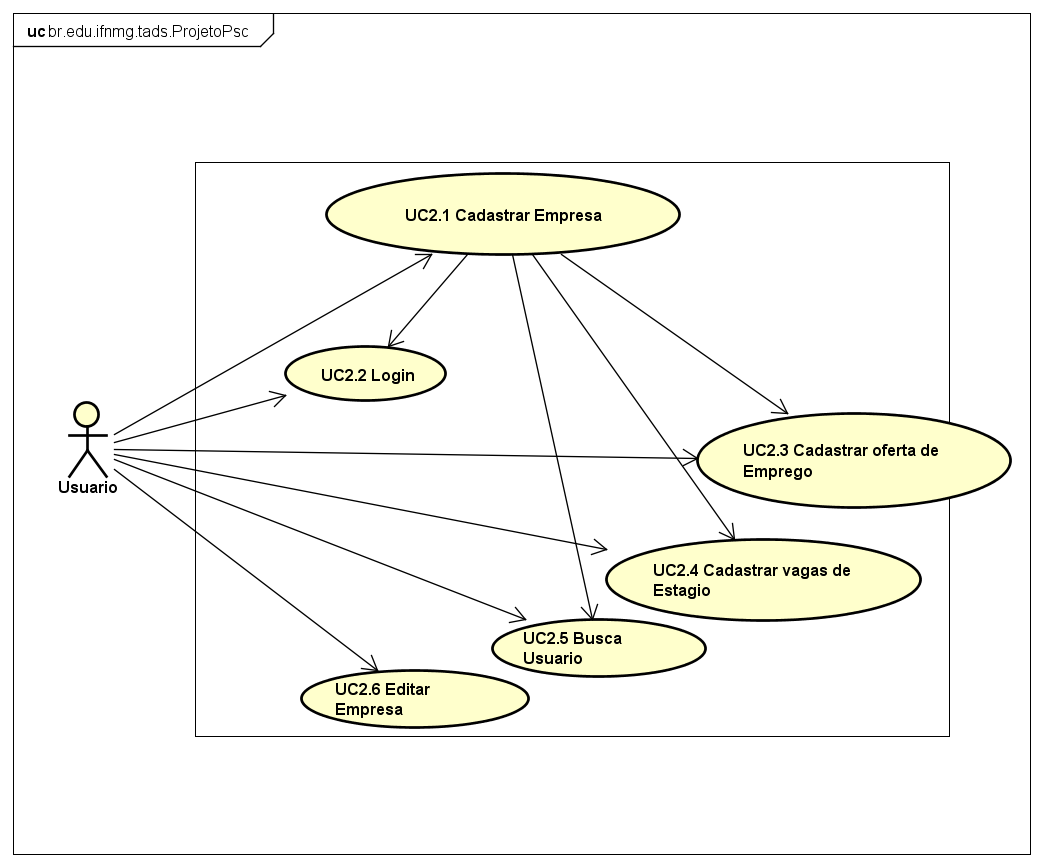 uc br.edu.ifnmg.tads.ProjetoPsc
UC2.1 Cadastrar Empresa
UC2.2 Login
UC2.3 Cadastrar oferta de
Emprego
Usuario
UC2.4 Cadastrar vagas de
Estagio
UC2.5 Busca
Usuario
UC2.6 Editar
Empresa